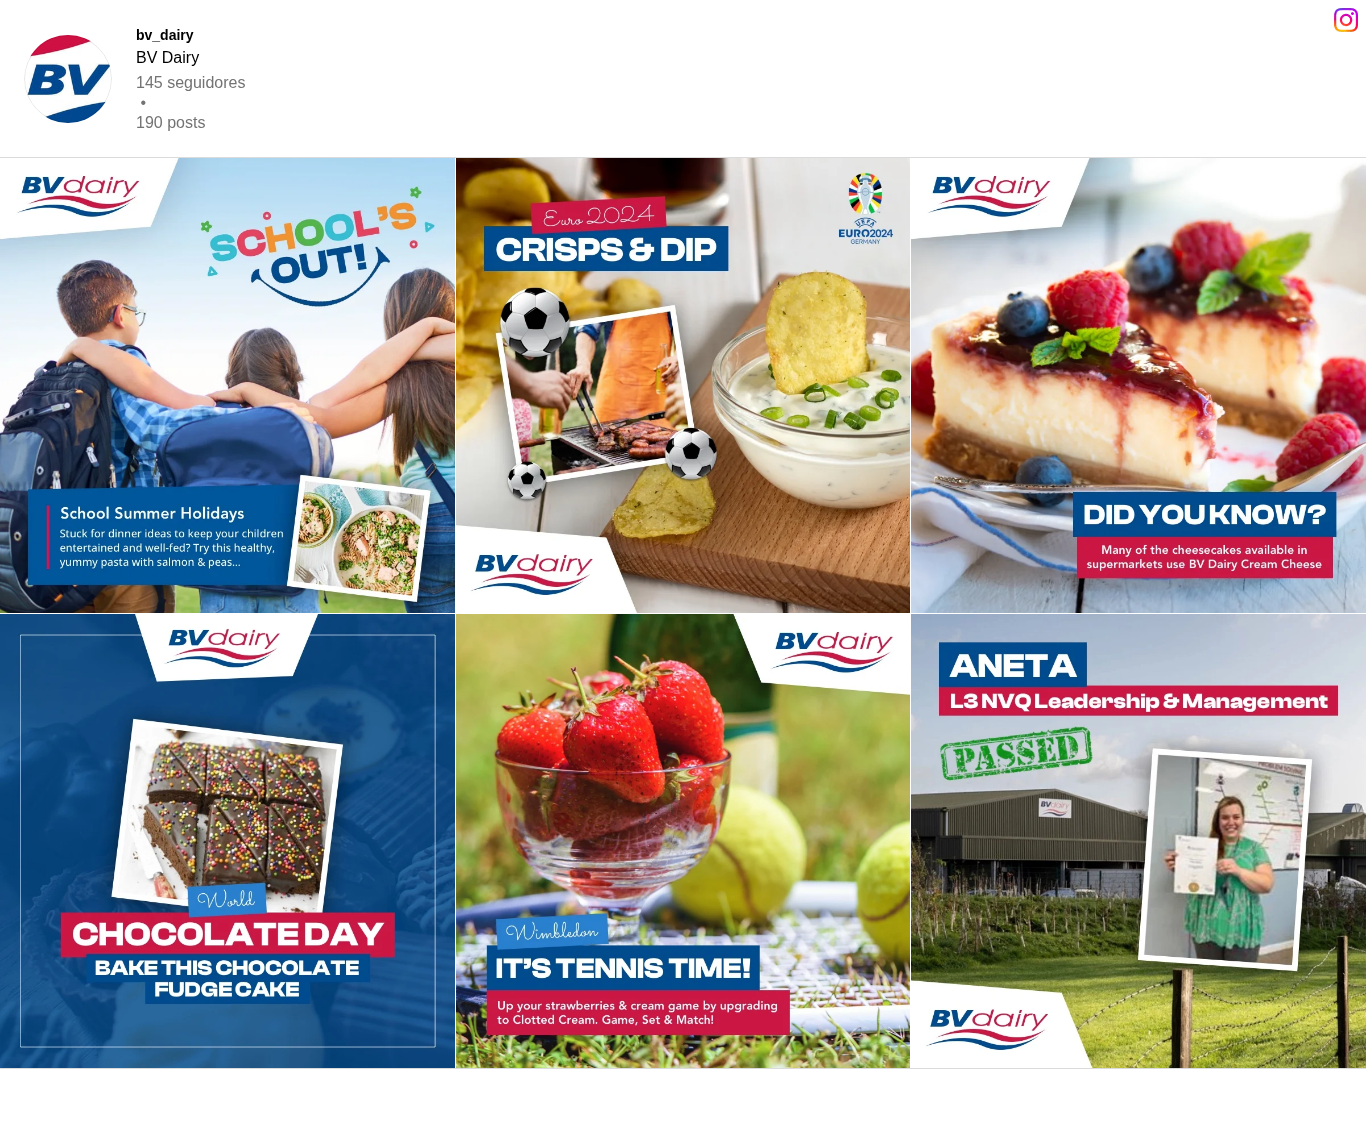 bv_dairy
BV Dairy
145 seguidores
•
190 posts
BV
BVdairy
SCHOOL'S
OUT!
School Summer Holidays
Stuck for dinner ideas to keep your children
entertained and well-fed? Try this healthy,
yummy pasta with salmon & peas...
Euro 2024
CRISPS & DIP
UEFA
EURO2024
GERMANY
BVdairy
BVdairy
DID YOU KNOW?
Many of the cheesecakes available in
supermarkets use BV Dairy Cream Cheese
BVdairy
World
CHOCOLATE DAY
BAKE THIS CHOCOLATE
FUDGE CAKE
BVdairy
Wimbledon
IT'S TENNIS TIME!
Up your strawberries & cream game by upgrading
to Clotted Cream. Game, Set & Match!
ANETA
L3 NVQ Leadership & Management
PASSED
BVdairy
BVdairy